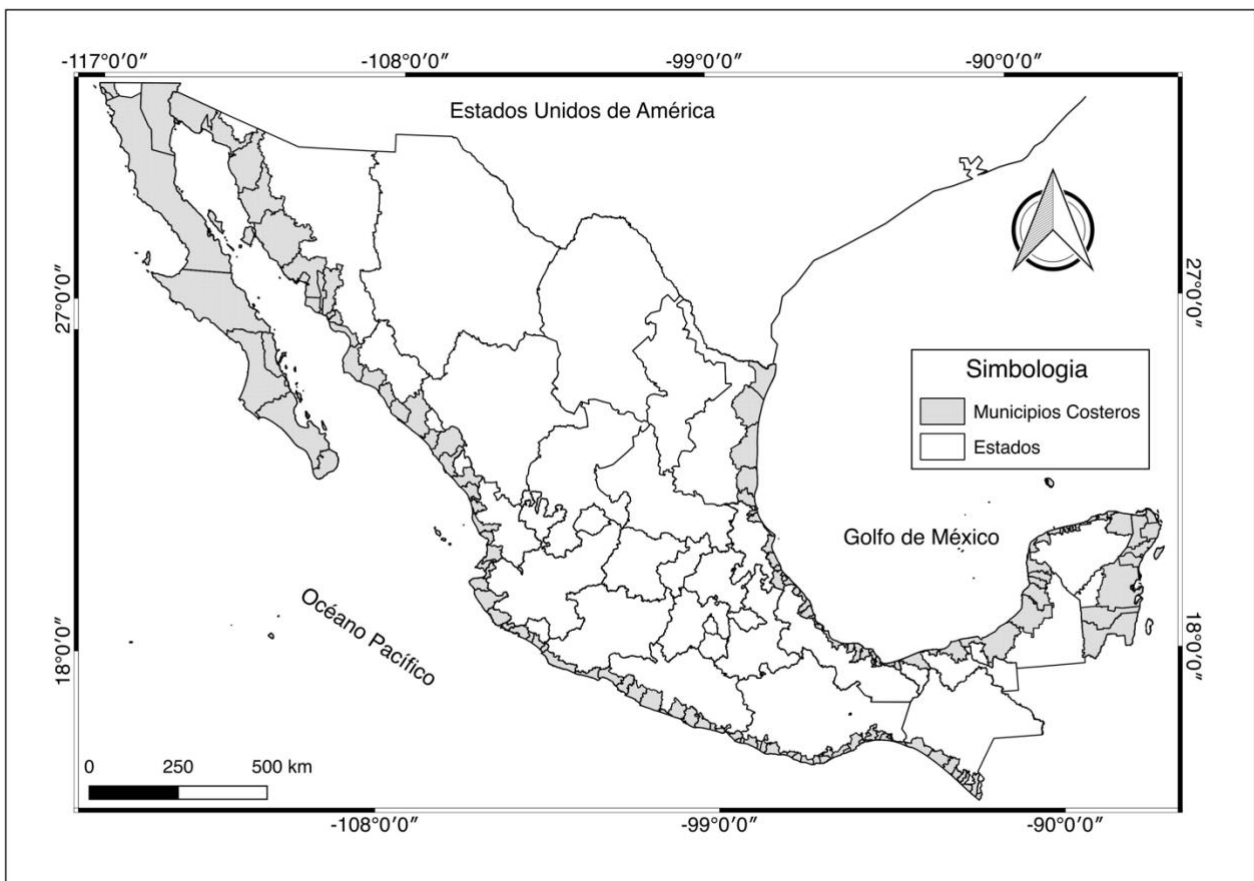 -117°0′0″ -108°0′0″ -99°0′0″ -90°0′0″
Estados Unidos de América
27°0′0″
27°0′0″
Simbologia
Municipios Costeros
Estados
Golfo de México
Océano Pacífico
18°0′0″
18°0′0″
0 250 500 km
-108°0′0″ -99°0′0″ -90°0′0″